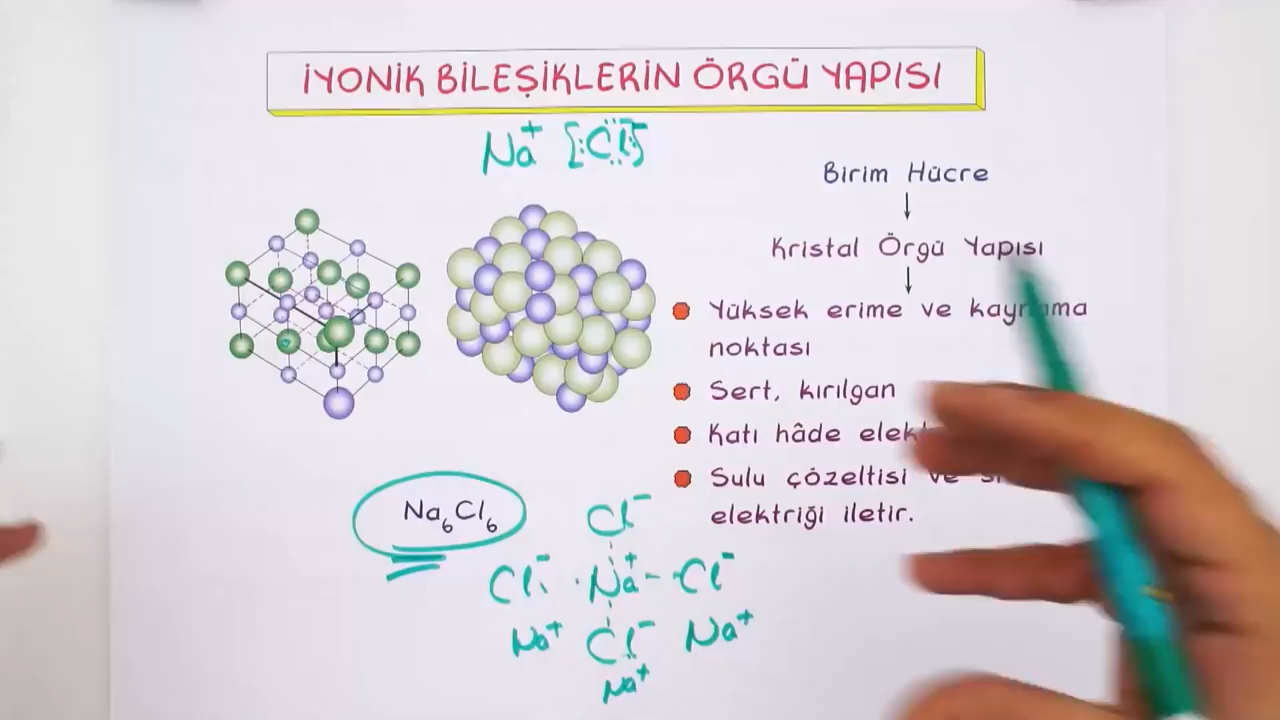 İYONİK BİLEŞİKLERİN ÖRGÜ YAPISI
Na⁺ [Cl]⁻
Birim Hücre
Kristal Örgü Yapısı
Yüksek erime ve
noktası
Sert, kırılgan
Katı hâde
Sulu çözeltisi ve
elektriği iletir.
Na₆Cl₆
Cl⁻
Cl⁻ Na⁺ Cl⁻
Na⁺ Cl⁻ Na⁺
Na⁺